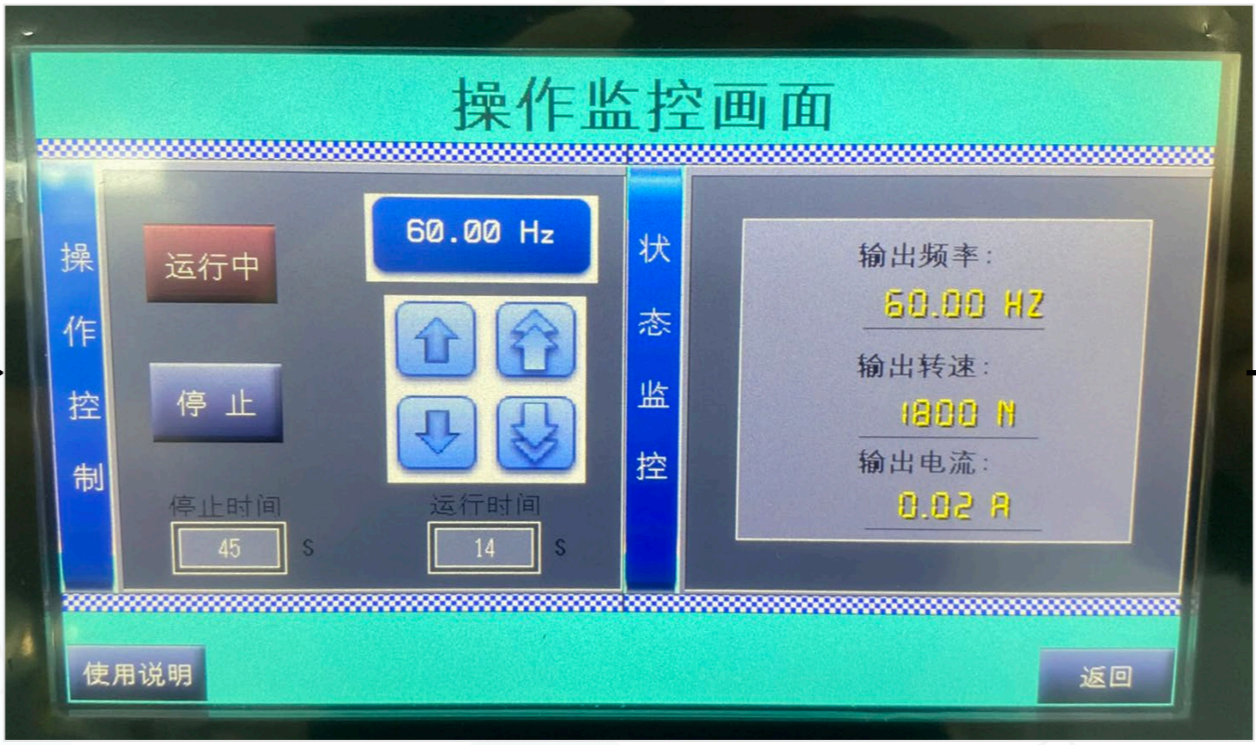 操作监控画面
操作控制
运行中
60.00 Hz
停 止
停止时间
45 S
运行时间
14 S
状态监控
输出频率:
60.00 HZ
输出转速:
1800 N
输出电流:
0.02 A
使用说明
返回